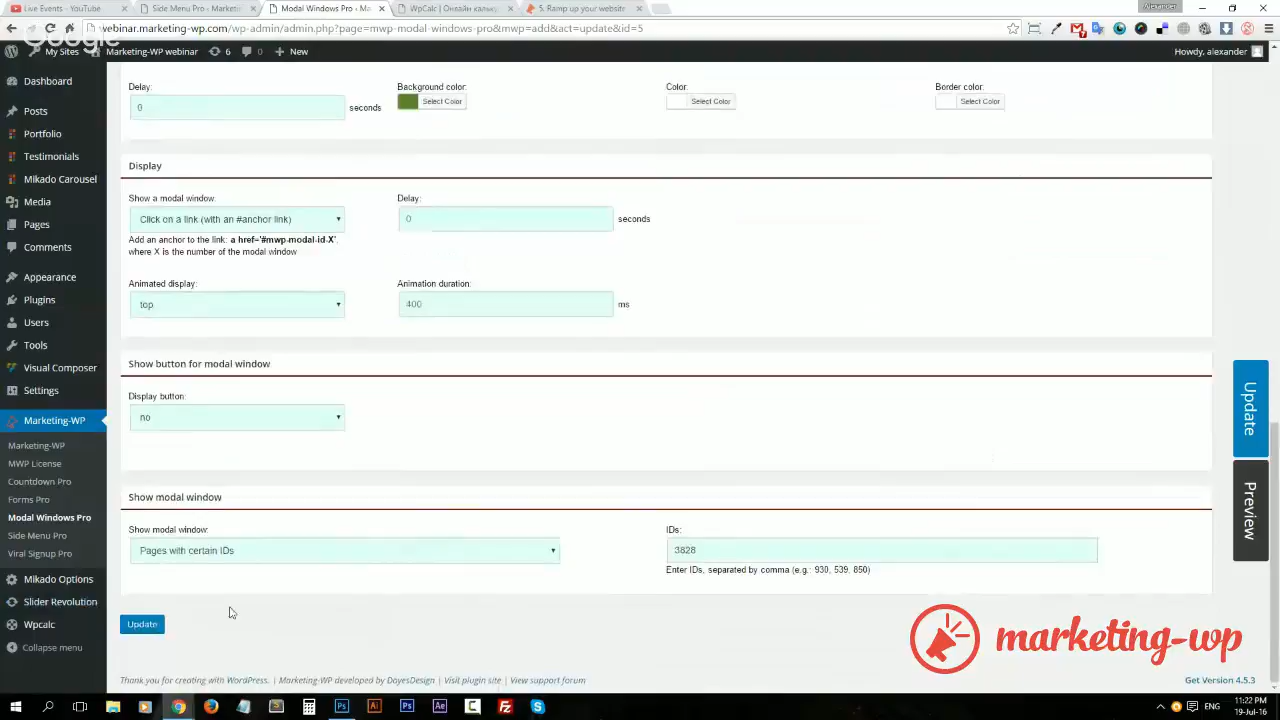 Live Events - YouTube
Side Menu Pro - Marketi
Modal Windows Pro ‹ M
WpCalc | Онлайн кальк
5. Ramp up your website
Alexander
webinar.marketing-wp.com/wp-admin/admin.php?page=mwp-modal-windows-pro&mwp=add&act=update&id=5
Google
My Sites
Marketing-WP webinar
6
0
+ New
Howdy, alexander
Dashboard
Posts
Portfolio
Testimonials
Mikado Carousel
Media
Pages
Comments
Appearance
Plugins
Users
Tools
Visual Composer
Settings
Marketing-WP
Marketing-WP
MWP License
Countdown Pro
Forms Pro
Modal Windows Pro
Side Menu Pro
Viral Signup Pro
Mikado Options
Slider Revolution
Wpcalc
Collapse menu
Delay:
0
seconds
Background color:
Select Color
Color:
Select Color
Border color:
Select Color
Display
Show a modal window:
Click on a link (with an #anchor link)
Add an anchor to the link: a href='#mwp-modal-id-X',
where X is the number of the modal window
Delay:
0
seconds
Animated display:
top
Animation duration:
400
ms
Show button for modal window
Display button:
no
Show modal window
Show modal window:
Pages with certain IDs
IDs:
3828
Enter IDs, separated by comma (e.g.: 930, 539, 850)
Update
Update
Preview
marketing-wp
Thank you for creating with WordPress. | Marketing-WP developed by DayesDesign | Visit plugin site | View support forum
Get Version 4.5.3
ENG
11:22 PM
19-Jul-16